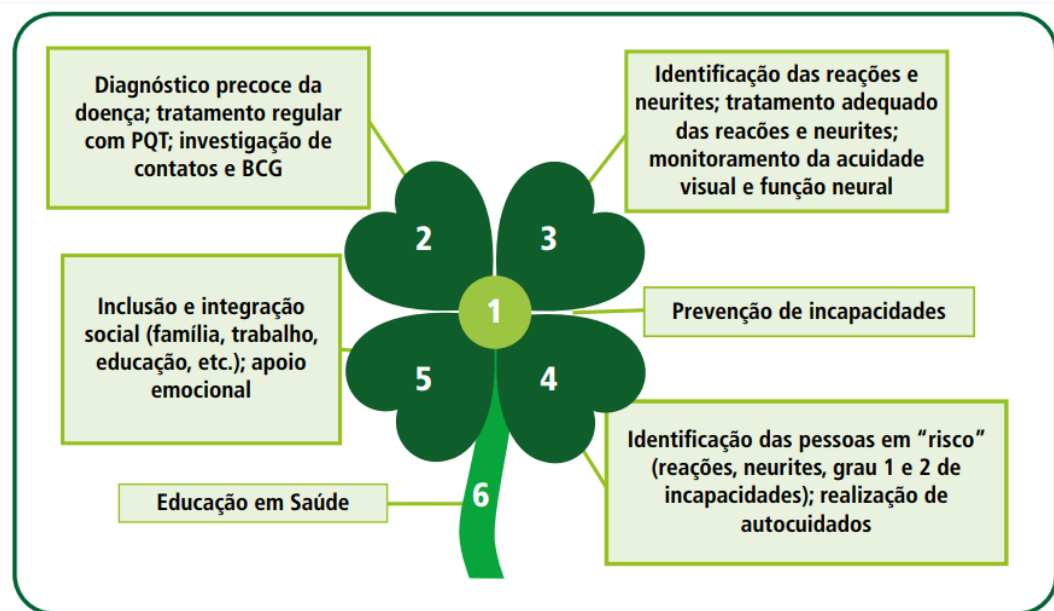 Diagnóstico precoce da
doença; tratamento regular
com PQT; investigação de
contatos e BCG
Identificação das reações e
neurites; tratamento adequado
das reacões e neurites;
monitoramento da acuidade
visual e função neural
2
3
Inclusão e integração
social (família, trabalho,
educação, etc.); apoio
emocional
1
Prevenção de incapacidades
5
4
Identificação das pessoas em “risco”
(reações, neurites, grau 1 e 2 de
incapacidades); realização de
autocuidados
Educação em Saúde
6